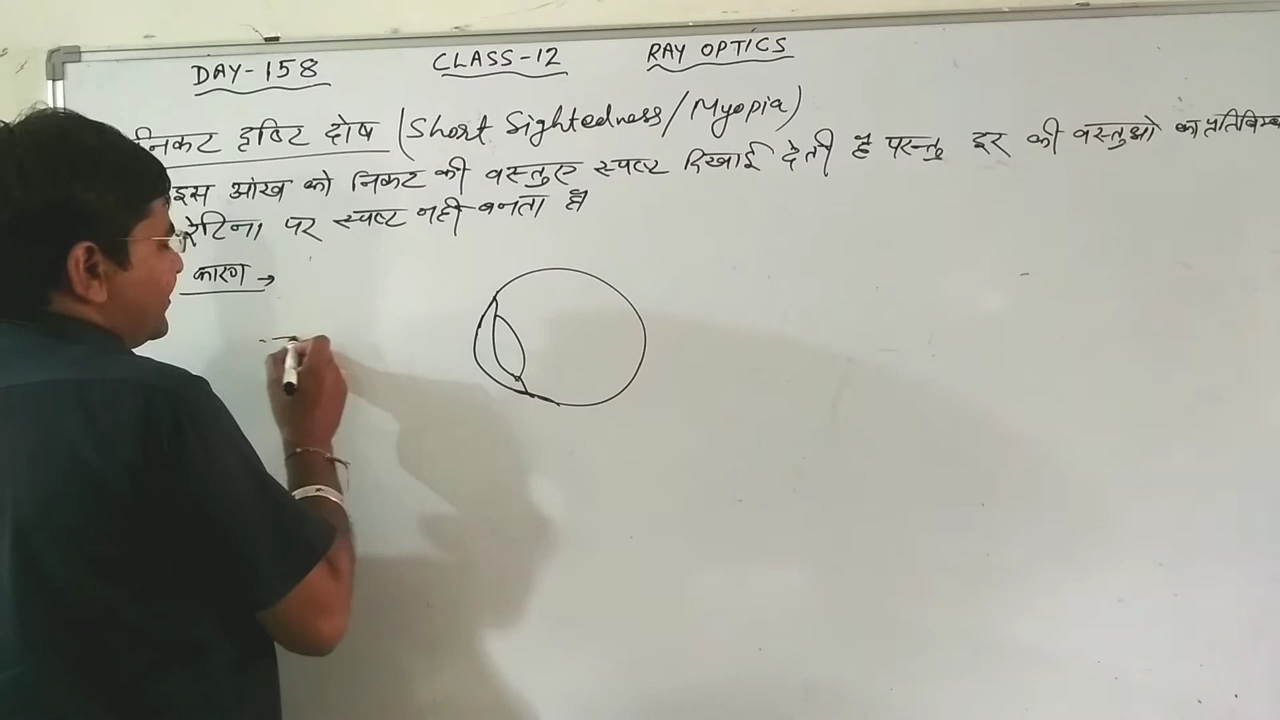 DAY-158 CLASS-12 RAY OPTICS
निकट दृष्टि दोष (Short Sightedness/Myopia)
इस आंख को निकट की वस्तुए स्पष्ट दिखाई देती है परन्तु दूर की वस्तुओ का प्रतिबिम्ब
रेटिना पर स्पष्ट नही बनता है
कारण →